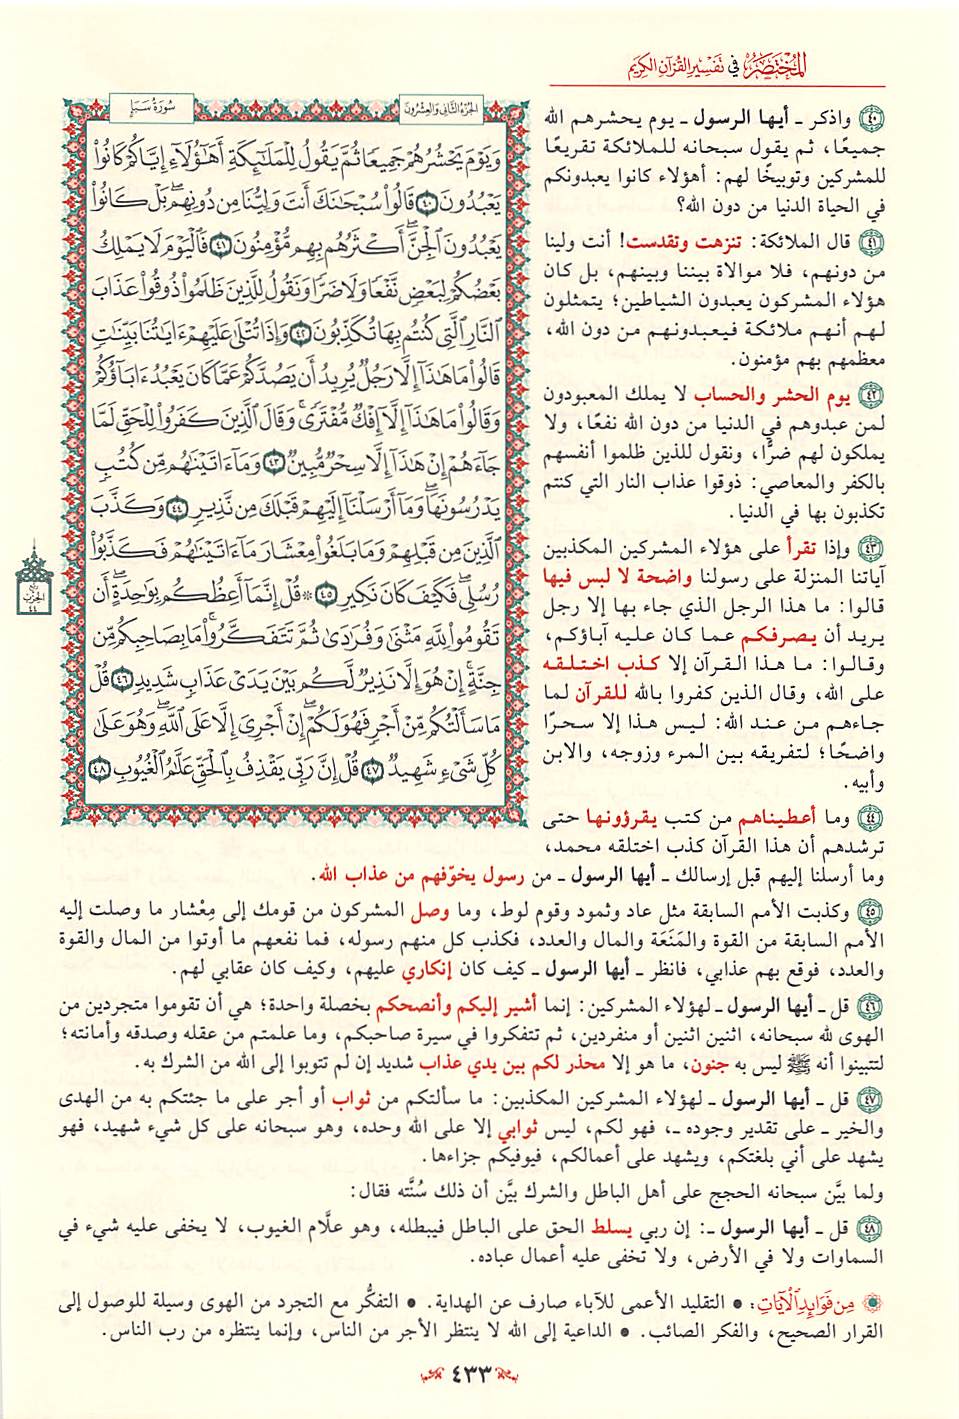 المختصر في تفسير القرآن الكريم
الجزء الثاني والعشرون
سورة سبإ
وَيَوْمَ يَحْشُرُهُمْ جَمِيعًا ثُمَّ يَقُولُ لِلْمَلَٰٓئِكَةِ أَهَٰٓؤُلَآءِ إِيَّاكُمْ كَانُوا۟
يَعْبُدُونَ ٤٠ قَالُوا۟ سُبْحَٰنَكَ أَنتَ وَلِيُّنَا مِن دُونِهِم ۖ بَلْ كَانُوا۟
يَعْبُدُونَ ٱلْجِنَّ ۖ أَكْثَرُهُم بِهِم مُّؤْمِنُونَ ٤١ فَٱلْيَوْمَ لَا يَمْلِكُ
بَعْضُكُمْ لِبَعْضٍ نَّفْعًا وَلَا ضَرًّا وَنَقُولُ لِلَّذِينَ ظَلَمُوا۟ ذُوقُوا۟ عَذَابَ
ٱلنَّارِ ٱلَّتِى كُنتُم بِهَا تُكَذِّبُونَ ٤٢ وَإِذَا تُتْلَىٰ عَلَيْهِمْ ءَايَٰتُنَا بَيِّنَٰتٍ
قَالُوا۟ مَا هَٰذَآ إِلَّا رَجُلٌ يُرِيدُ أَن يَصُدَّكُمْ عَمَّا كَانَ يَعْبُدُ ءَابَآؤُكُمْ
وَقَالُوا۟ مَا هَٰذَآ إِلَّآ إِفْكٌ مُّفْتَرًى ۚ وَقَالَ ٱلَّذِينَ كَفَرُوا۟ لِلْحَقِّ لَمَّا
جَآءَهُمْ إِنْ هَٰذَآ إِلَّا سِحْرٌ مُّبِينٌ ٤٣ وَمَآ ءَاتَيْنَٰهُم مِّن كُتُبٍ
يَدْرُسُونَهَا ۖ وَمَآ أَرْسَلْنَآ إِلَيْهِمْ قَبْلَكَ مِن نَّذِيرٍ ٤٤ وَكَذَّبَ
ٱلَّذِينَ مِن قَبْلِهِمْ وَمَا بَلَغُوا۟ مِعْشَارَ مَآ ءَاتَيْنَٰهُمْ فَكَذَّبُوا۟
رُسُلِى ۖ فَكَيْفَ كَانَ نَكِيرِ ٤٥ ۞ قُلْ إِنَّمَآ أَعِظُكُم بِوَٰحِدَةٍ ۖ أَن
تَقُومُوا۟ لِلَّهِ مَثْنَىٰ وَفُرَٰدَىٰ ثُمَّ تَتَفَكَّرُوا۟ ۚ مَا بِصَاحِبِكُم مِّن
جِنَّةٍ ۚ إِنْ هُوَ إِلَّا نَذِيرٌ لَّكُم بَيْنَ يَدَىْ عَذَابٍ شَدِيدٍ ٤٦ قُلْ
مَا سَأَلْتُكُم مِّنْ أَجْرٍ فَهُوَ لَكُمْ ۖ إِنْ أَجْرِىَ إِلَّا عَلَى ٱللَّهِ ۖ وَهُوَ عَلَىٰ
كُلِّ شَىْءٍ شَهِيدٌ ٤٧ قُلْ إِنَّ رَبِّى يَقْذِفُ بِٱلْحَقِّ عَلَّٰمُ ٱلْغُيُوبِ ٤٨
ربع
الحزب
٤٤
٤٠ واذكر ـ أيها الرسول ـ يوم يحشرهم الله
جميعًا، ثم يقول سبحانه للملائكة تقريعًا
للمشركين وتوبيخًا لهم: أهؤلاء كانوا يعبدونكم
في الحياة الدنيا من دون الله؟
٤١ قال الملائكة: تنزهت وتقدست! أنت ولينا
من دونهم، فلا موالاة بيننا وبينهم، بل كان
هؤلاء المشركون يعبدون الشياطين؛ يتمثلون
لهم أنهم ملائكة فيعبدونهم من دون الله،
معظمهم بهم مؤمنون.
٤٢ يوم الحشر والحساب لا يملك المعبودون
لمن عبدوهم في الدنيا من دون الله نفعًا، ولا
يملكون لهم ضرًّا، ونقول للذين ظلموا أنفسهم
بالكفر والمعاصي: ذوقوا عذاب النار التي كنتم
تكذبون بها في الدنيا.
٤٣ وإذا تقرأ على هؤلاء المشركين المكذبين
آياتنا المنزلة على رسولنا واضحة لا لبس فيها
قالوا: ما هذا الرجل الذي جاء بها إلا رجل
يريد أن يصرفكم عما كان عليه آباؤكم،
وقالوا: ما هذا القرآن إلا كذب اختلقه
على الله، وقال الذين كفروا بالله للقرآن لما
جاءهم من عند الله: ليس هذا إلا سحرًا
واضحًا؛ لتفريقه بين المرء وزوجه، والابن
وأبيه.
٤٤ وما أعطيناهم من كتب يقرؤونها حتى
ترشدهم أن هذا القرآن كذب اختلقه محمد،
وما أرسلنا إليهم قبل إرسالك ـ أيها الرسول ـ من رسول يخوّفهم من عذاب الله.
٤٥ وكذبت الأمم السابقة مثل عاد وثمود وقوم لوط، وما وصل المشركون من قومك إلى مِعْشار ما وصلت إليه
الأمم السابقة من القوة والمَنَعَة والمال والعدد، فكذب كل منهم رسوله، فما نفعهم ما أوتوا من المال والقوة
والعدد، فوقع بهم عذابي، فانظر ـ أيها الرسول ـ كيف كان إنكاري عليهم، وكيف كان عقابي لهم.
٤٦ قل ـ أيها الرسول ـ لهؤلاء المشركين: إنما أشير إليكم وأنصحكم بخصلة واحدة؛ هي أن تقوموا متجردين من
الهوى لله سبحانه، اثنين اثنين أو منفردين، ثم تتفكروا في سيرة صاحبكم، وما علمتم من عقله وصدقه وأمانته؛
لتتبينوا أنه ﷺ ليس به جنون، ما هو إلا محذر لكم بين يدي عذاب شديد إن لم تتوبوا إلى الله من الشرك به.
٤٧ قل ـ أيها الرسول ـ لهؤلاء المشركين المكذبين: ما سألتكم من ثواب أو أجر على ما جئتكم به من الهدى
والخير ـ على تقدير وجوده ـ، فهو لكم، ليس ثوابي إلا على الله وحده، وهو سبحانه على كل شيء شهيد، فهو
يشهد على أني بلغتكم، ويشهد على أعمالكم، فيوفيكم جزاءها.
ولما بيَّن سبحانه الحجج على أهل الباطل والشرك بيَّن أن ذلك سُنَّته فقال:
٤٨ قل ـ أيها الرسول ـ: إن ربي يسلط الحق على الباطل فيبطله، وهو علَّام الغيوب، لا يخفى عليه شيء في
السماوات ولا في الأرض، ولا تخفى عليه أعمال عباده.
من فوائد الآيات: • التقليد الأعمى للآباء صارف عن الهداية. • التفكُّر مع التجرد من الهوى وسيلة للوصول إلى
القرار الصحيح، والفكر الصائب. • الداعية إلى الله لا ينتظر الأجر من الناس، وإنما ينتظره من رب الناس.
٤٣٣